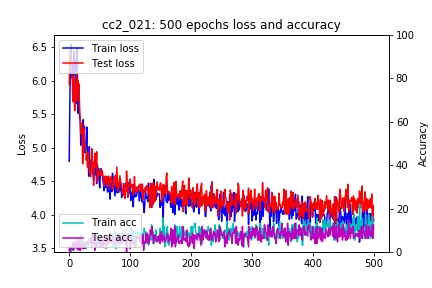 cc2_021: 500 epochs loss and accuracy
Train loss
Test loss
Train acc
Test acc
Loss
6.5
6.0
5.5
5.0
4.5
4.0
3.5
Accuracy
100
80
60
40
20
0
0
100
200
300
400
500